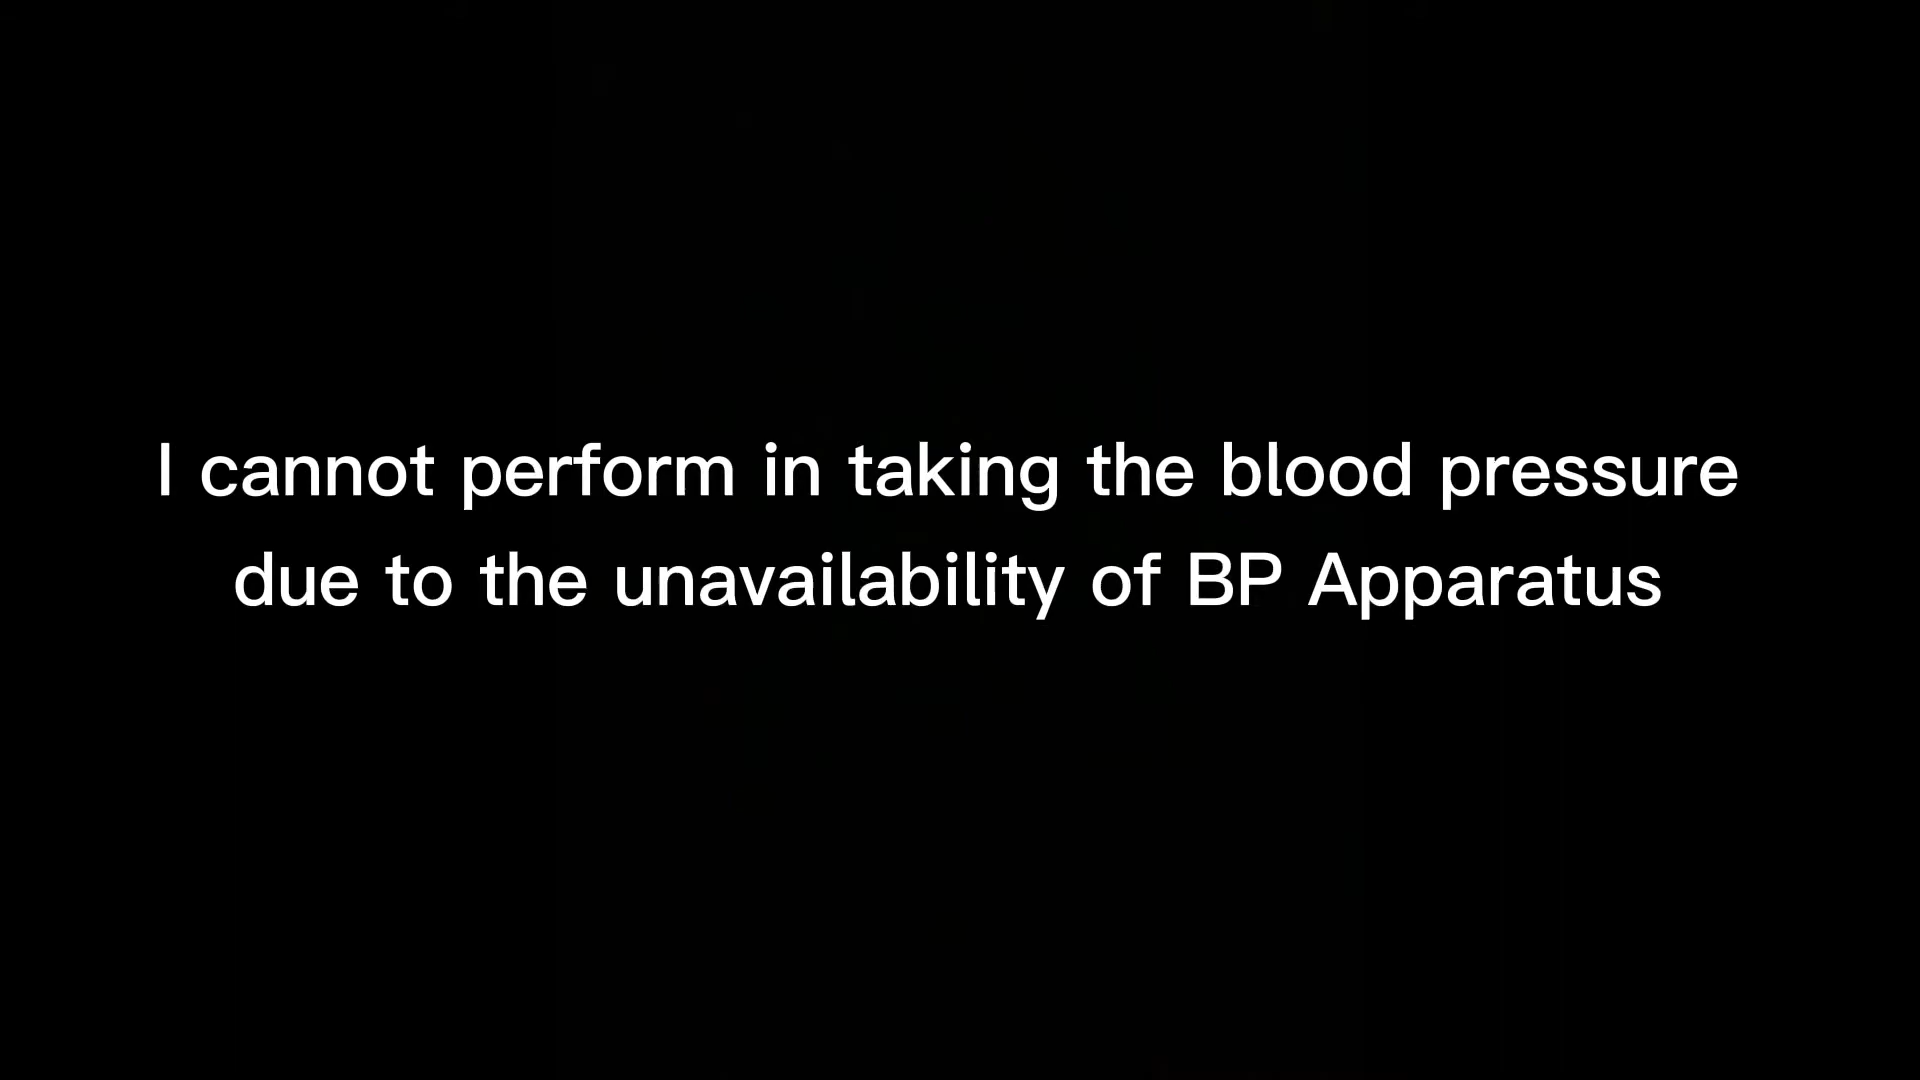 I cannot perform in taking the blood pressure
due to the unavailability of BP Apparatus